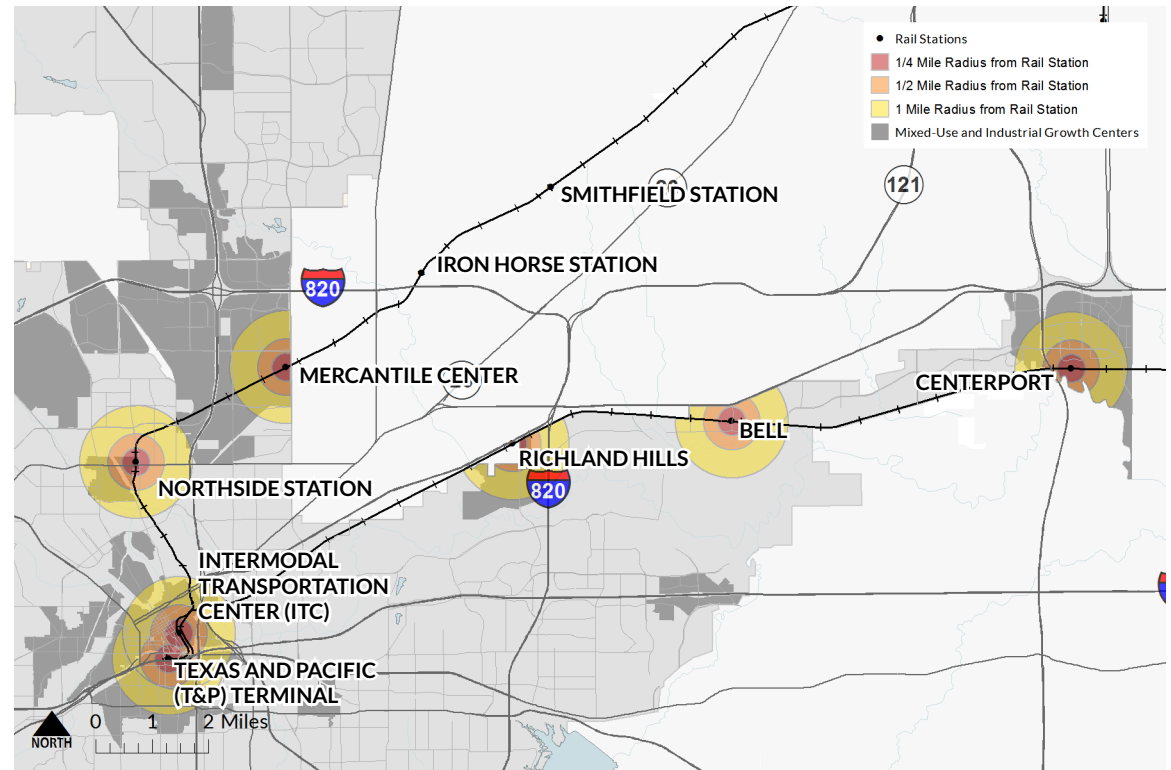 Rail Stations
1/4 Mile Radius from Rail Station
1/2 Mile Radius from Rail Station
1 Mile Radius from Rail Station
Mixed-Use and Industrial Growth Centers
121
SMITHFIELD STATION
IRON HORSE STATION
820
MERCANTILE CENTER
CENTERPORT
BELL
RICHLAND HILLS
820
NORTHSIDE STATION
INTERMODAL
TRANSPORTATION
CENTER (ITC)
TEXAS AND PACIFIC
(T&P) TERMINAL
0 1 2 Miles
NORTH